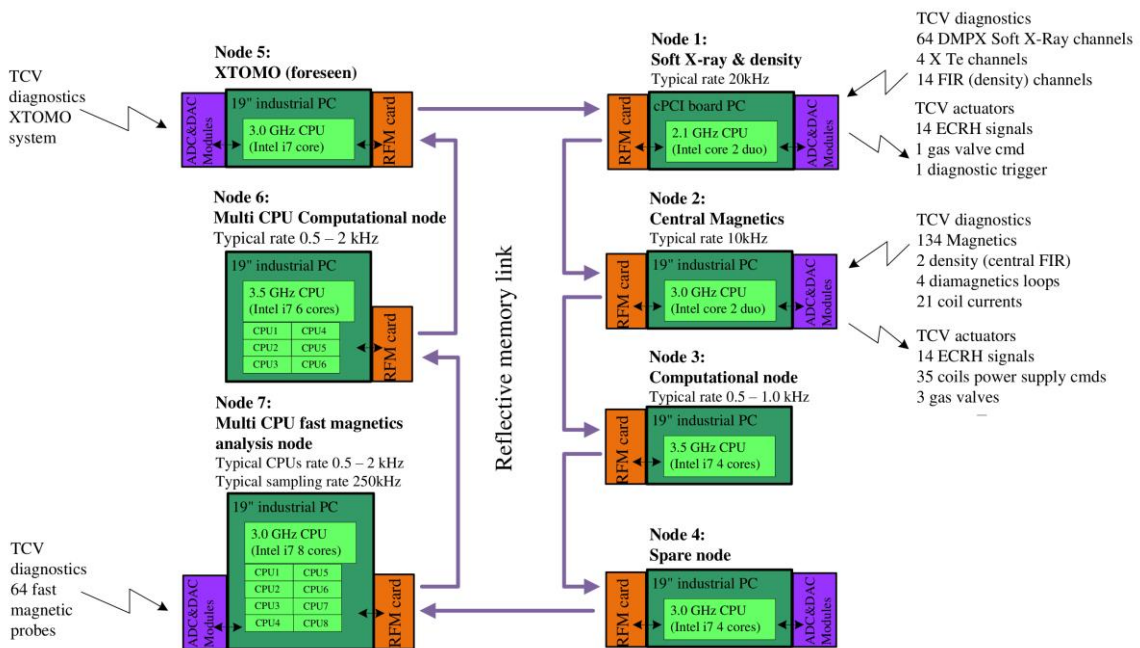 Node 5:
XTOMO (foreseen)
TCV
diagnostics
XTOMO
system
ADC&DAC
Modules
19" industrial PC
3.0 GHz CPU
(Intel i7 core)
RFM card
Node 6:
Multi CPU Computational node
Typical rate 0.5 – 2 kHz
19" industrial PC
3.5 GHz CPU
(Intel i7 6 cores)
CPU1 CPU4
CPU2 CPU5
CPU3 CPU6
RFM card
Node 7:
Multi CPU fast magnetics
analysis node
Typical CPUs rate 0.5 – 2 kHz
Typical sampling rate 250kHz
TCV
diagnostics
64 fast
magnetic
probes
ADC&DAC
Modules
19" industrial PC
3.0 GHz CPU
(Intel i7 8 cores)
CPU1 CPU5
CPU2 CPU6
CPU3 CPU7
CPU4 CPU8
RFM card
Reflective memory link
Node 1:
Soft X-ray & density
Typical rate 20kHz
RFM card
cPCI board PC
2.1 GHz CPU
(Intel core 2 duo)
ADC&DAC
Modules
TCV diagnostics
64 DMPX Soft X-Ray channels
4 X Te channels
14 FIR (density) channels
TCV actuators
14 ECRH signals
1 gas valve cmd
1 diagnostic trigger
Node 2:
Central Magnetics
Typical rate 10kHz
RFM card
19" industrial PC
3.0 GHz CPU
(Intel core 2 duo)
ADC&DAC
Modules
TCV diagnostics
134 Magnetics
2 density (central FIR)
4 diamagnetics loops
21 coil currents
TCV actuators
14 ECRH signals
35 coils power supply cmds
3 gas valves
Node 3:
Computational node
Typical rate 0.5 – 1.0 kHz
RFM card
19" industrial PC
3.5 GHz CPU
(Intel i7 4 cores)
Node 4:
Spare node
RFM card
19" industrial PC
3.0 GHz CPU
(Intel i7 4 cores)
ADC&DAC
Modules